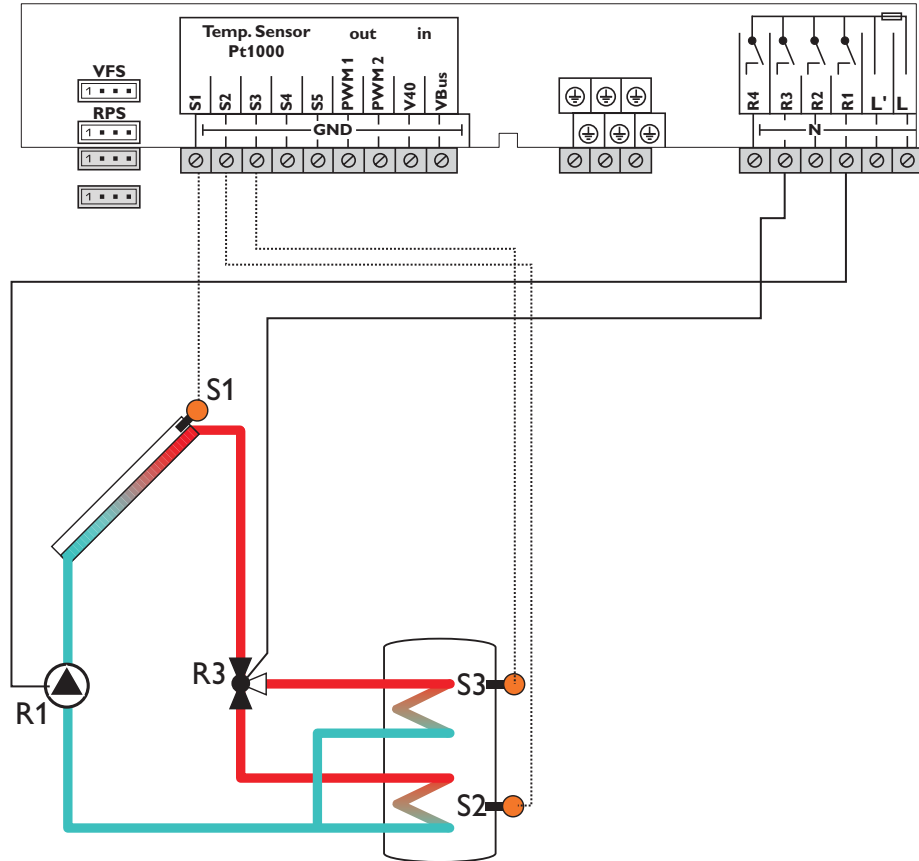 Temp. Sensor
Pt1000
out
in
VFS
1
RPS
1
1
1
S1
S2
S3
S4
S5
PWM 1
PWM 2
V40
VBus
GND
R4
R3
R2
R1
L'
L
N
S1
R3
R1
S3
S2